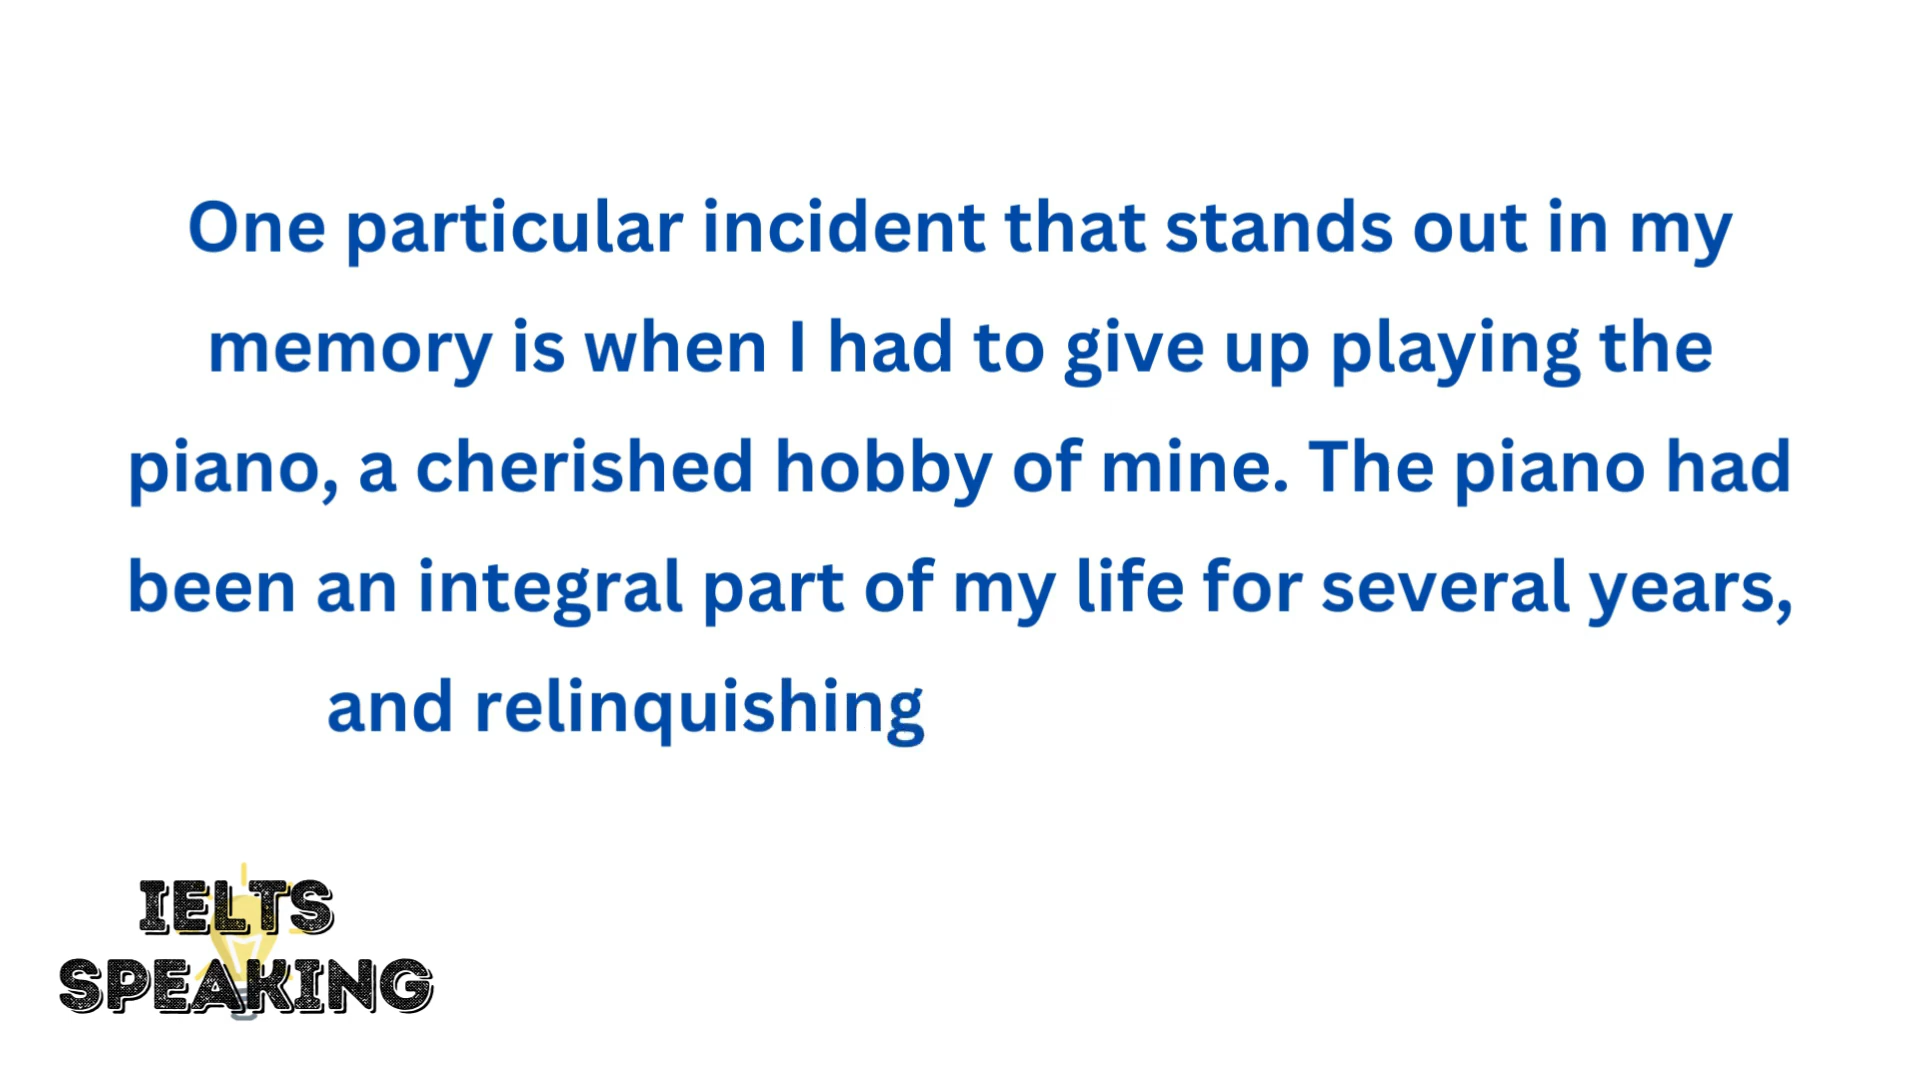 One particular incident that stands out in my
memory is when I had to give up playing the
piano, a cherished hobby of mine. The piano had
been an integral part of my life for several years,
and relinquishing
IELTS
SPEAKING